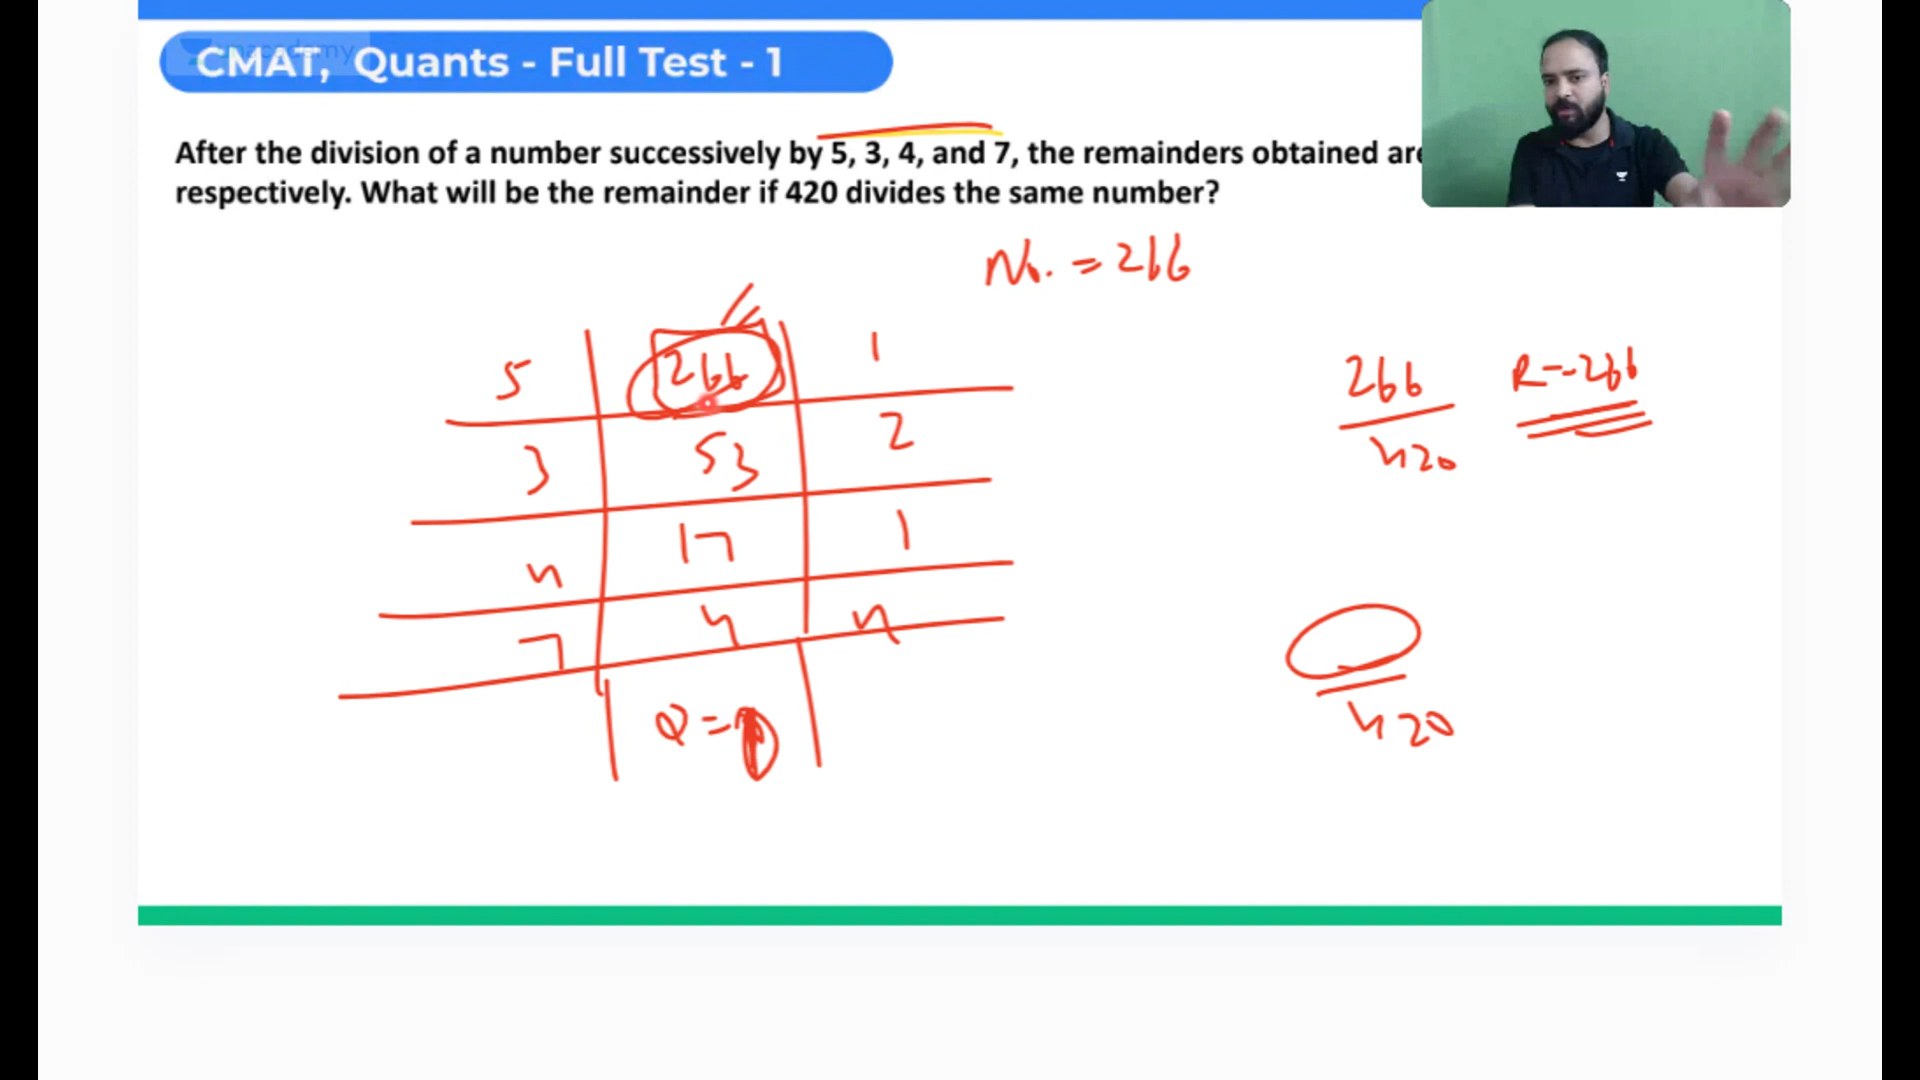 CMAT, Quants - Full Test - 1
After the division of a number successively by 5, 3, 4, and 7, the remainders obtained are
respectively. What will be the remainder if 420 divides the same number?
No. = 266
5 266 1
3 53 2
4 17 1
7 4 4
Q =
266
420
R = 266
420